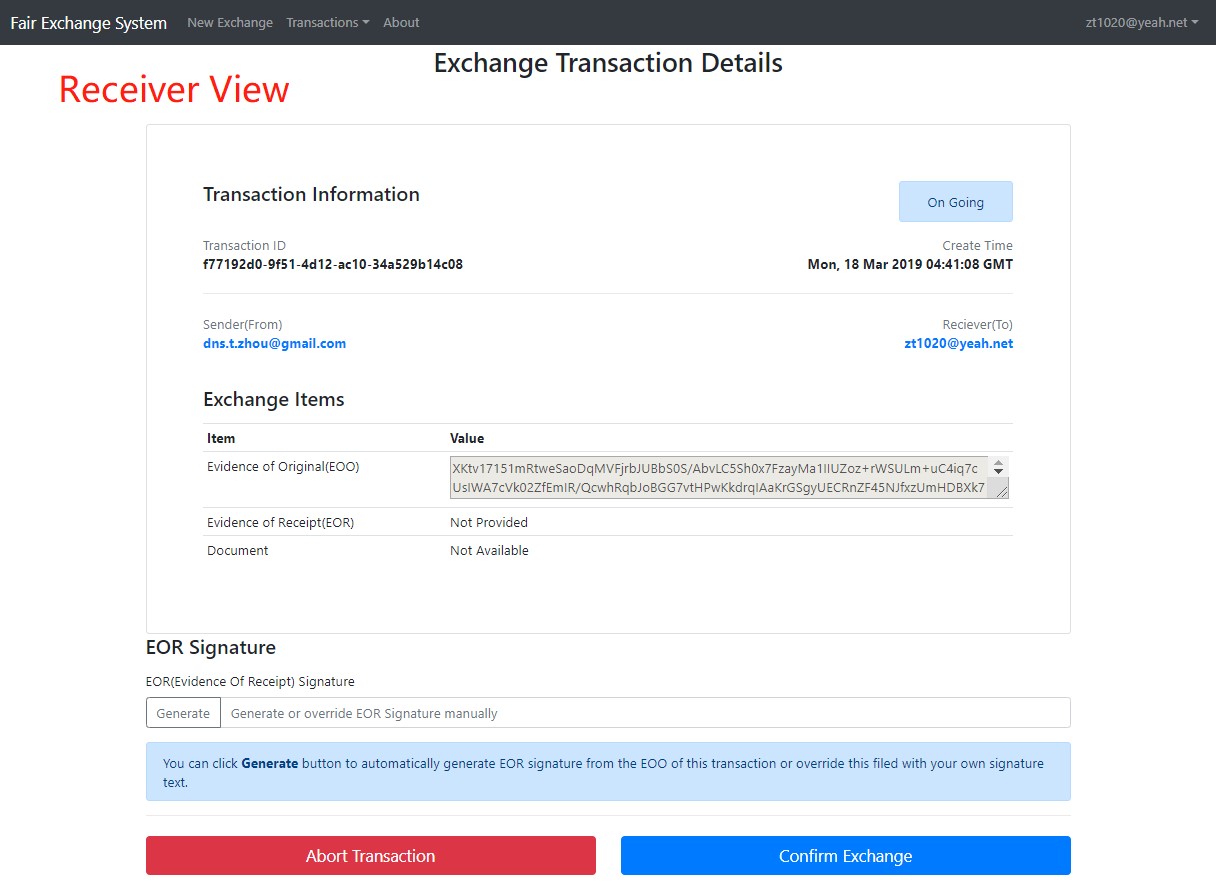 Fair Exchange System New Exchange Transactions About zt1020@yeah.net
Exchange Transaction Details
Receiver View
Transaction Information On Going
Transaction ID Create Time
f77192d0-9f51-4d12-ac10-34a529b14c08 Mon, 18 Mar 2019 04:41:08 GMT
Sender(From) Reciever(To)
dns.t.zhou@gmail.com zt1020@yeah.net
Exchange Items
Item Value
Evidence of Original(EOO) XKtv17151mRtweSaoDqMVFjrbJUBbS0S/AbvLC5Sh0x7FzayMa1IIUZoz+rWSULm+uC4iq7c
UsIWA7cVk02ZfEmIR/QcwhRqbJoBGG7vtHPwKkdrqIAaKrGSgyUECRnZF45NJfxzUmHDBXk7
Evidence of Receipt(EOR) Not Provided
Document Not Available
EOR Signature
EOR(Evidence Of Receipt) Signature
Generate Generate or override EOR Signature manually
You can click Generate button to automatically generate EOR signature from the EOO of this transaction or override this filed with your own signature
text.
Abort Transaction Confirm Exchange